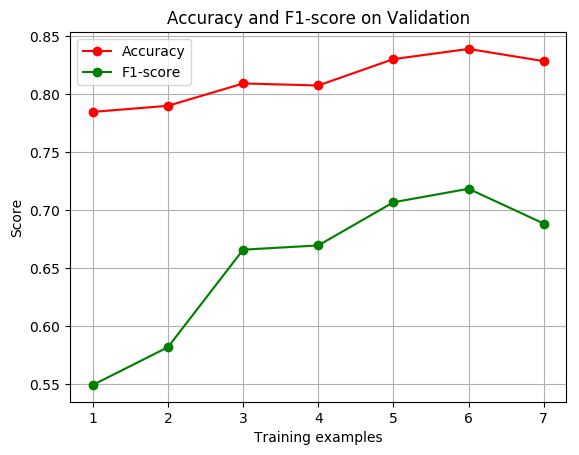 Accuracy and F1-score on Validation
Accuracy
F1-score
0.85
0.80
0.75
0.70
0.65
0.60
0.55
Score
1 2 3 4 5 6 7
Training examples